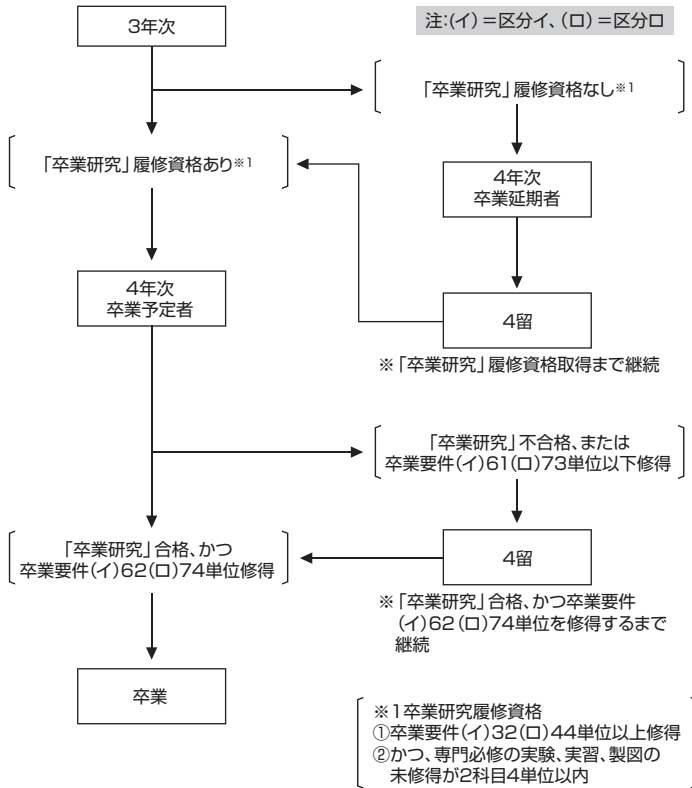 3年次
注:(イ)=区分イ、(ロ)=区分ロ
「卒業研究」履修資格なし※1
「卒業研究」履修資格あり※1
4年次
卒業延期者
4年次
卒業予定者
4留
※「卒業研究」履修資格取得まで継続
「卒業研究」不合格、または
卒業要件(イ)61(ロ)73単位以下修得
「卒業研究」合格、かつ
卒業要件(イ)62(ロ)74単位修得
4留
※「卒業研究」合格、かつ卒業要件
(イ)62(ロ)74単位を修得するまで
継続
卒業
※1卒業研究履修資格
①卒業要件(イ)32(ロ)44単位以上修得
②かつ、専門必修の実験、実習、製図の
未修得が2科目4単位以内